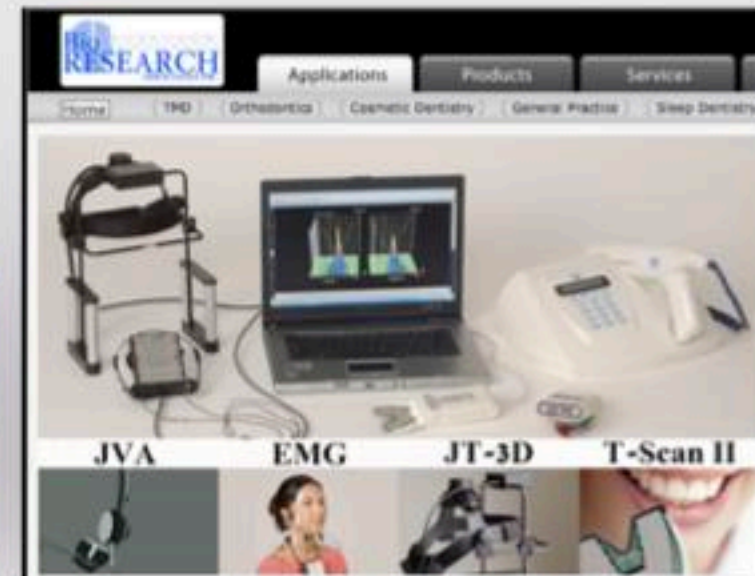 RESEARCH
Applications Products Services
Home TMD Orthodontics Cosmetic Dentistry General Practice Sleep Dentistry
JVA EMG JT-3D T-Scan II